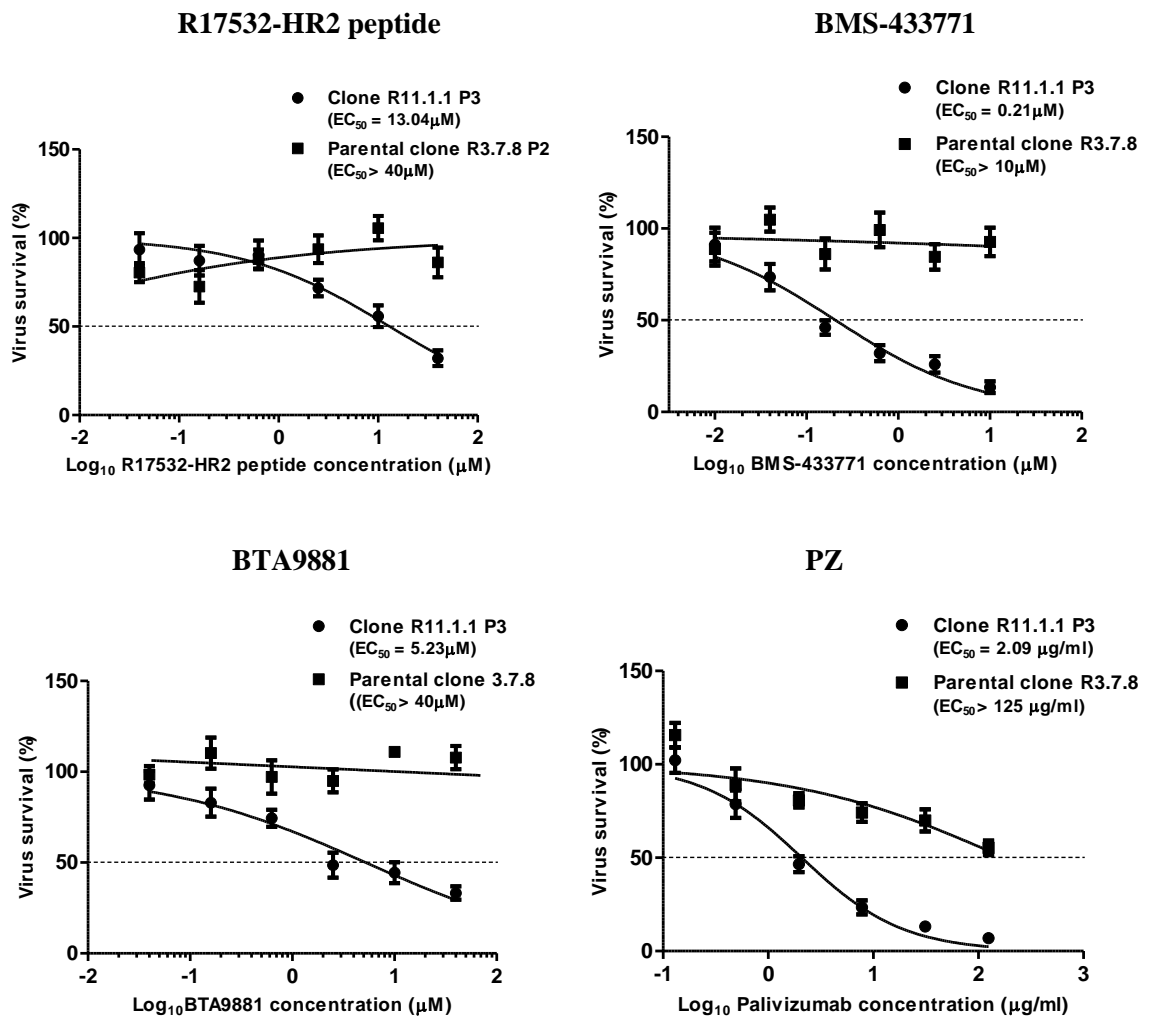 R17532-HR2 peptide
Clone R11.1.1 P3
(EC50 = 13.04µM)
Parental clone R3.7.8 P2
(EC50 > 40µM)
150
100
50
0
-2
-1
0
1
2
Virus survival (%)
Log10 R17532-HR2 peptide concentration (µM)
BMS-433771
Clone R11.1.1 P3
(EC50 = 0.21µM)
Parental clone R3.7.8
(EC50> 10µM)
150
100
50
0
-2
-1
0
1
2
Virus survival (%)
Log10 BMS-433771 concentration (µM)
BTA9881
Clone R11.1.1 P3
(EC50 = 5.23µM)
Parental clone 3.7.8
((EC50 > 40µM)
150
100
50
0
-2
-1
0
1
2
Virus survival (%)
Log10BTA9881 concentration (µM)
PZ
Clone R11.1.1 P3
(EC50 = 2.09 µg/ml)
Parental clone R3.7.8
(EC50> 125 µg/ml)
150
100
50
0
-1
0
1
2
3
Virus survival (%)
Log10 Palivizumab concentration (µg/ml)